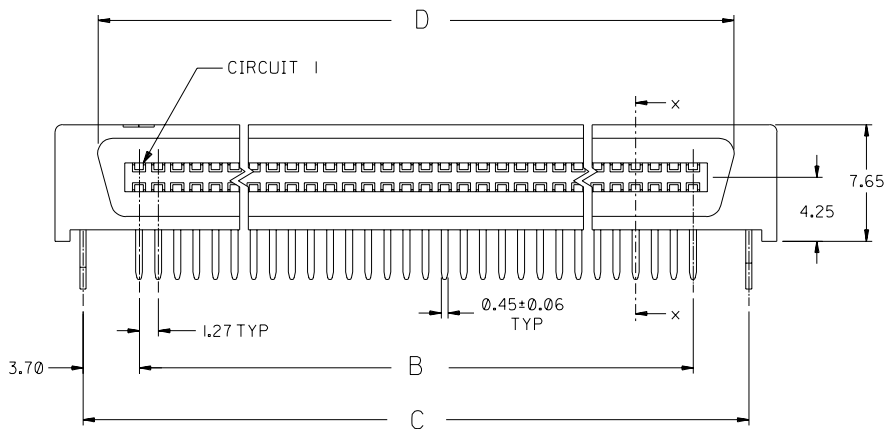 D
CIRCUIT 1
x
7.65
4.25
0.45±0.06
TYP
x
1.27 TYP
3.70
B
C